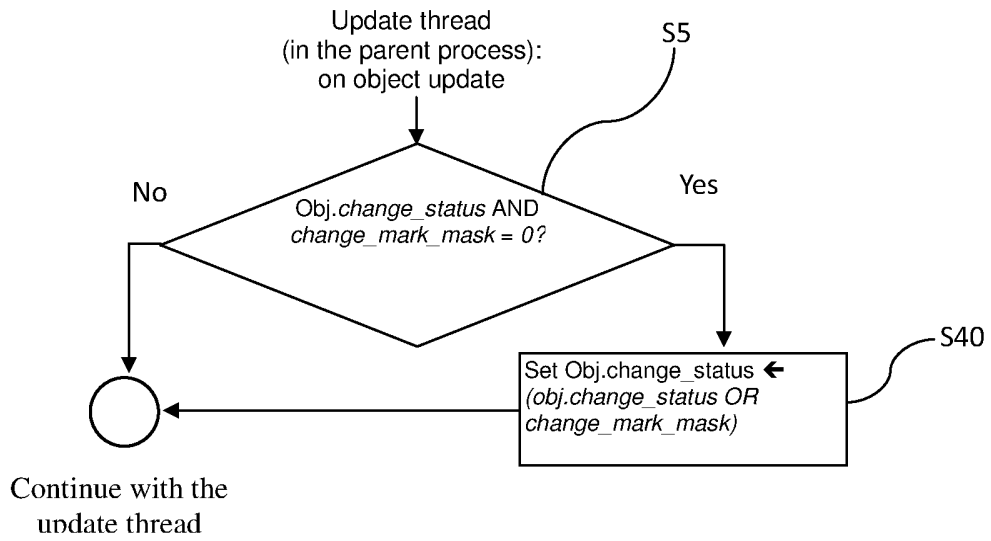 Update thread
(in the parent process):
on object update
S5
No
Yes
Obj.change_status AND
change_mark_mask = 0?
S40
Set Obj.change_status ←
(obj.change_status OR
change_mark_mask)
Continue with the
update thread